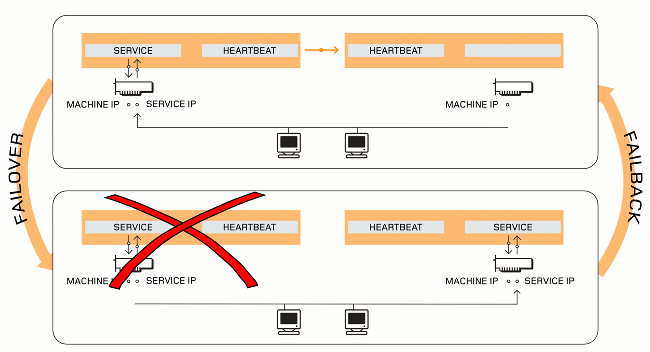 SERVICE HEARTBEAT HEARTBEAT
MACHINE IP SERVICE IP MACHINE IP
FAILOVER
FAILBACK
SERVICE HEARTBEAT HEARTBEAT SERVICE
MACHINE IP SERVICE IP MACHINE IP SERVICE IP